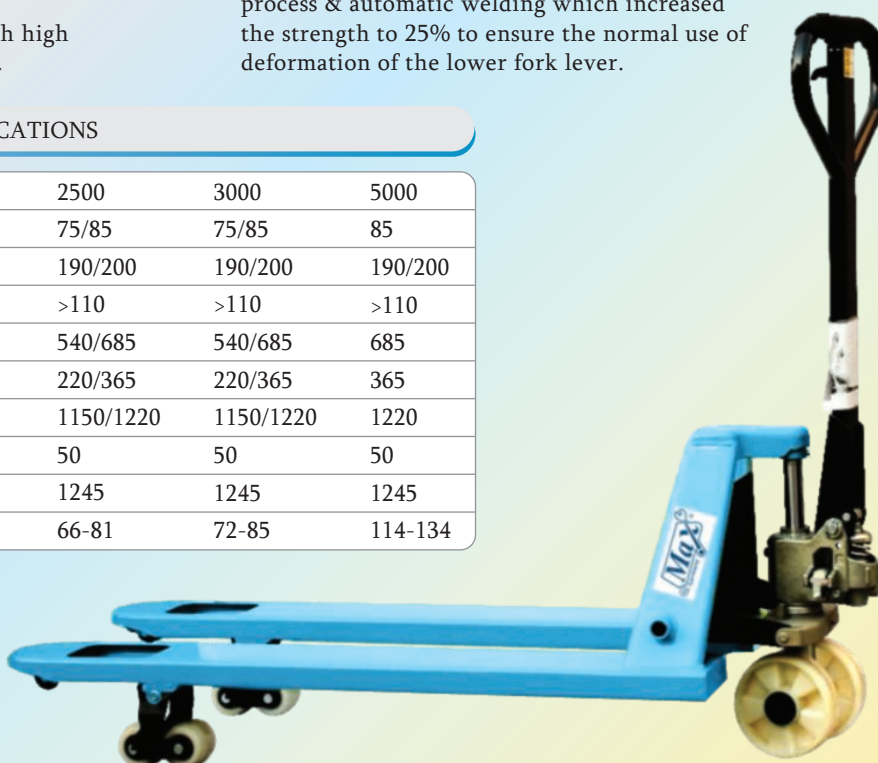 h high
.
process & automatic welding which increased
the strength to 25% to ensure the normal use of
deformation of the lower fork lever.
CATIONS
2500 3000 5000
75/85 75/85 85
190/200 190/200 190/200
>110 >110 >110
540/685 540/685 685
220/365 220/365 365
1150/1220 1150/1220 1220
50 50 50
1245 1245 1245
66-81 72-85 114-134
Max